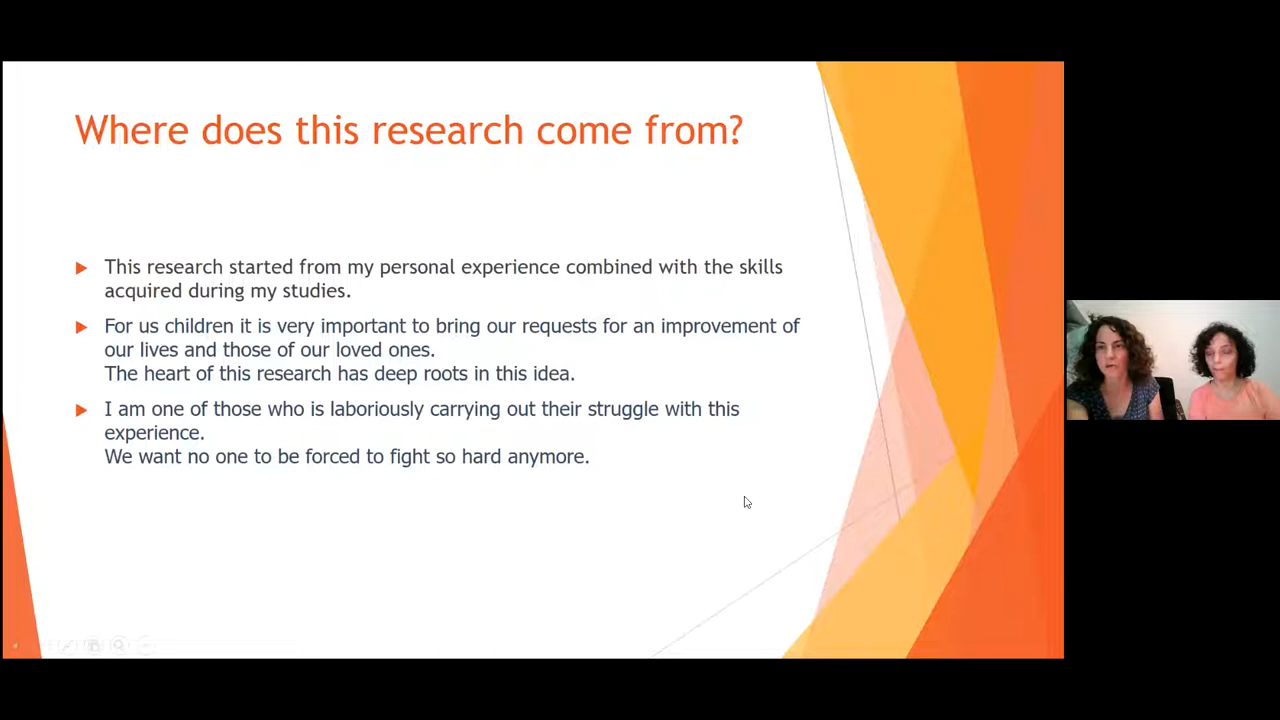 Where does this research come from?
This research started from my personal experience combined with the skills
acquired during my studies.
For us children it is very important to bring our requests for an improvement of
our lives and those of our loved ones.
The heart of this research has deep roots in this idea.
I am one of those who is laboriously carrying out their struggle with this
experience.
We want no one to be forced to fight so hard anymore.